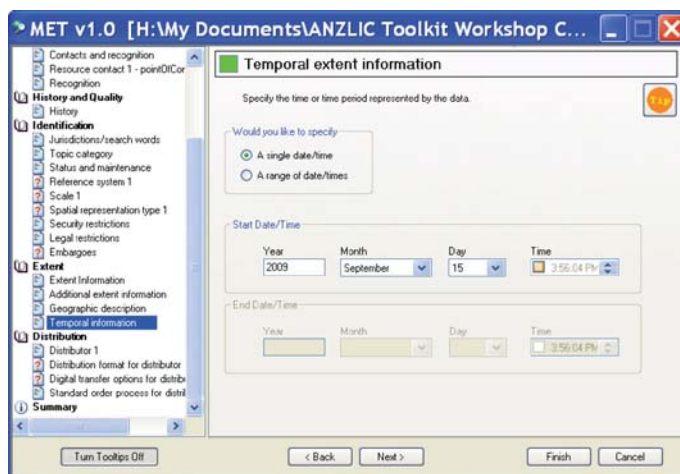 MET v1.0 [H:\My Documents\ANZLIC Toolkit Workshop C...
Contacts and recognition
Resource contact 1 - pointOfCor
Recognition
History and Quality
History
Identification
Jurisdictions/search words
Topic category
Status and maintenance
Reference system 1
Scale 1
Spatial representation type 1
Security restrictions
Legal restrictions
Embargoes
Extent
Extent Information
Additional extent information
Geographic description
Temporal information
Distribution
Distributor 1
Distribution format for distributor
Digital transfer options for distrib
Standard order process for distril
Summary
Temporal extent information
Specify the time or time period represented by the data.
Tip
Would you like to specify
A single date/time
A range of date/times
Start Date/Time
Year Month Day Time
2009 September 15 3:56:04 PM
End Date/Time
Year Month Day Time
3:56:04 PM
Turn Tooltips Off < Back Next > Finish Cancel